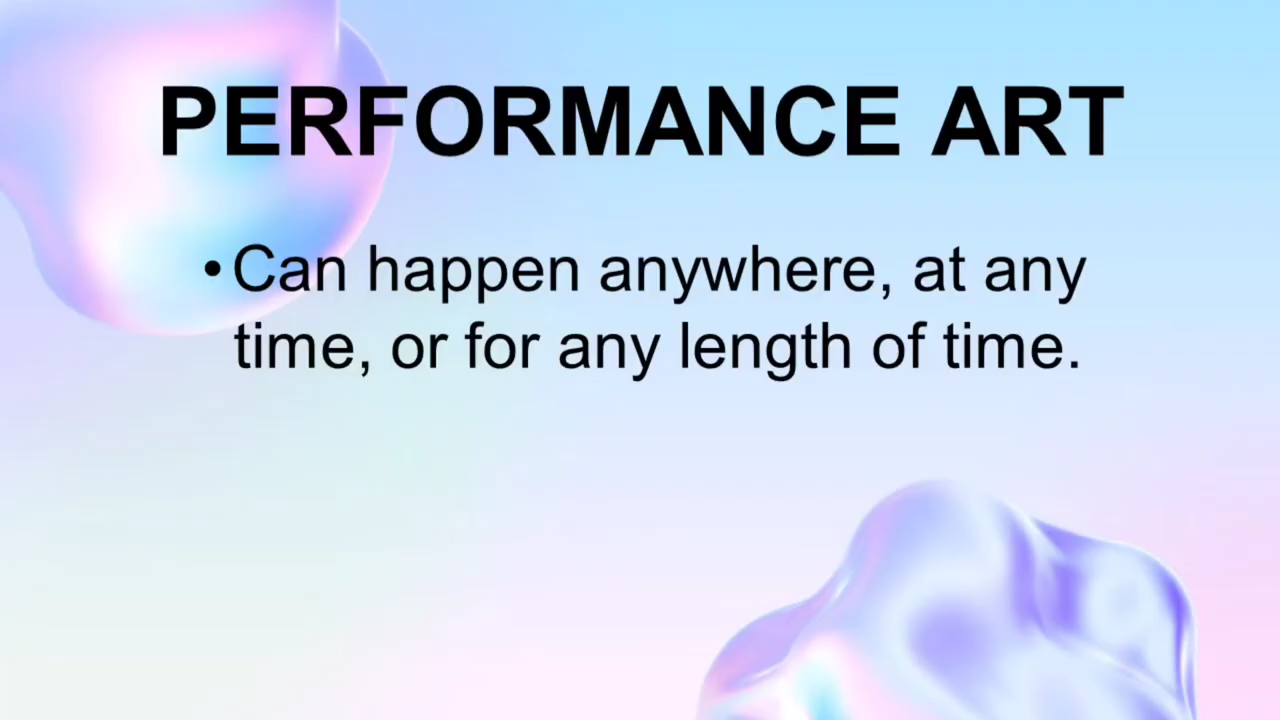 PERFORMANCE ART
•Can happen anywhere, at any
time, or for any length of time.